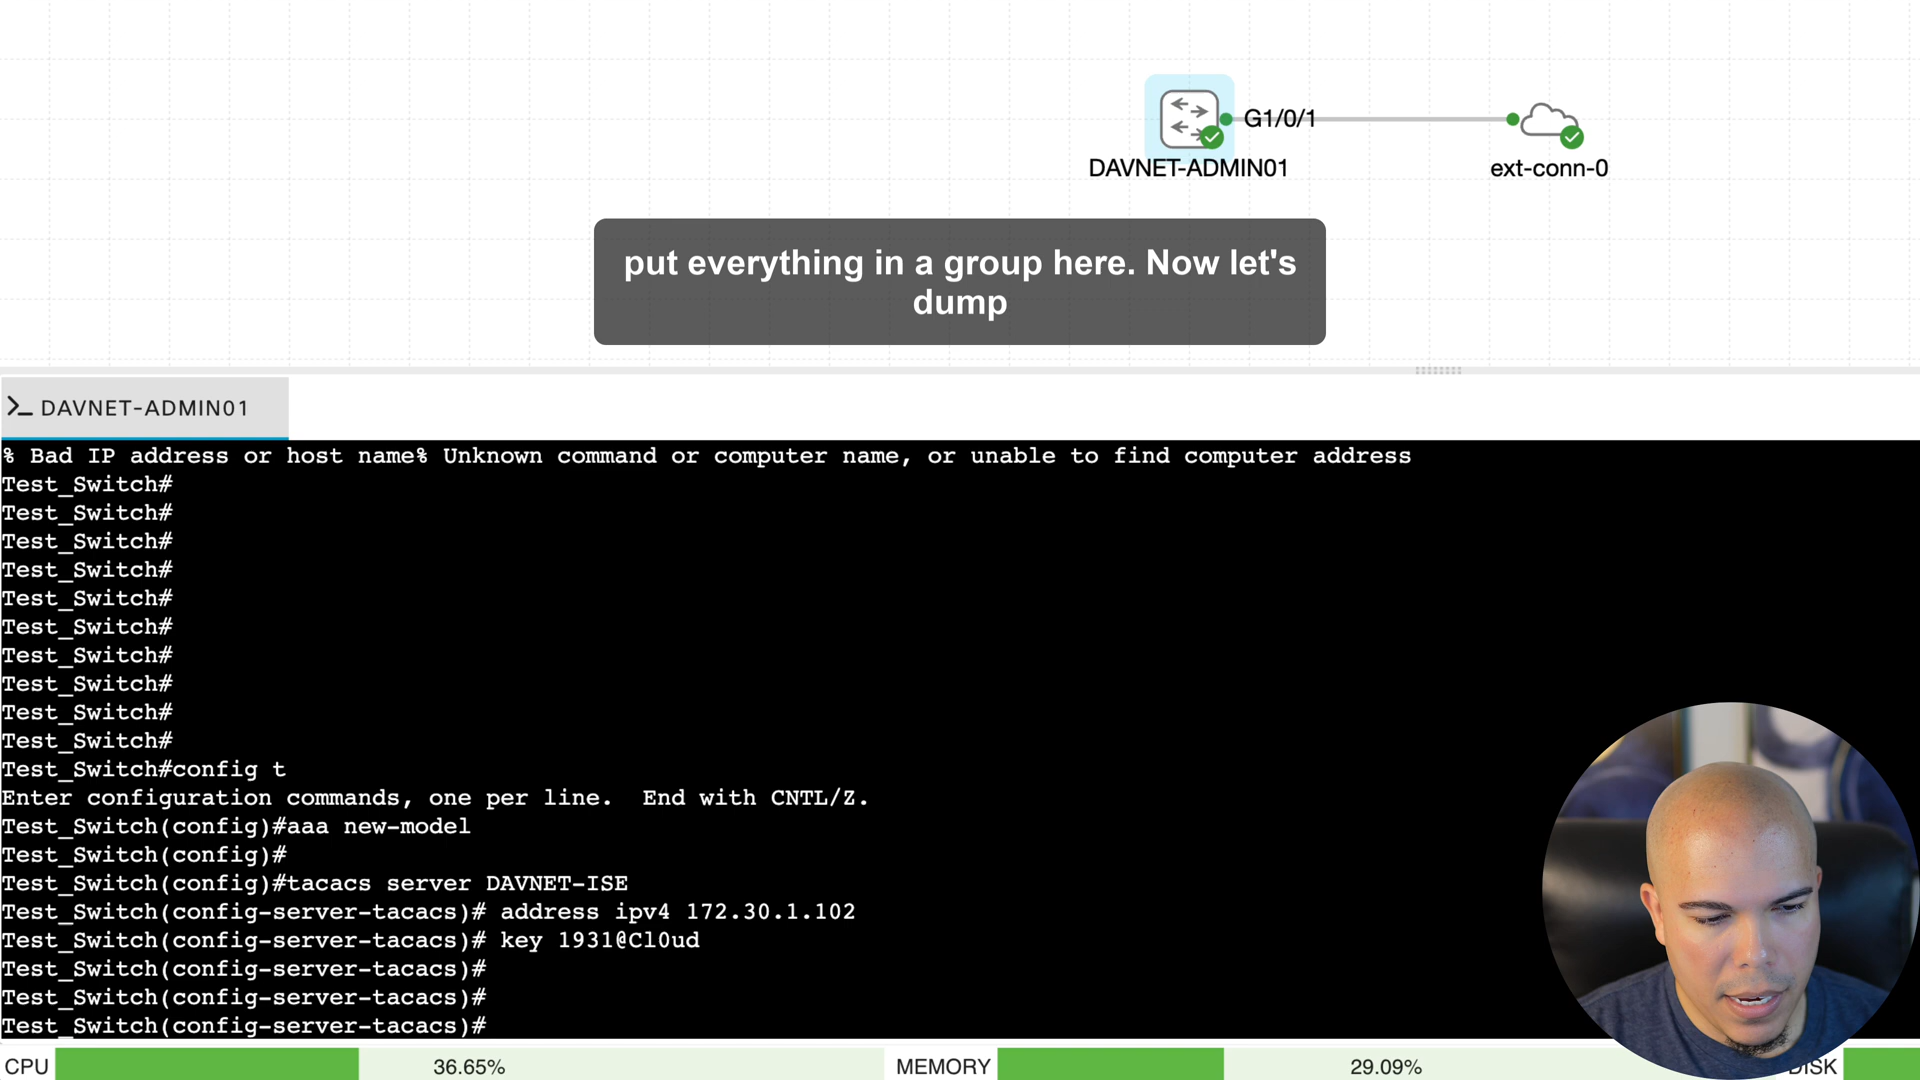 G1/0/1
DAVNET-ADMIN01
ext-conn-0
put everything in a group here. Now let's
dump
DAVNET-ADMIN01
% Bad IP address or host name% Unknown command or computer name, or unable to find computer address
Test_Switch#
Test_Switch#
Test_Switch#
Test_Switch#
Test_Switch#
Test_Switch#
Test_Switch#
Test_Switch#
Test_Switch#
Test_Switch#
Test_Switch#config t
Enter configuration commands, one per line.  End with CNTL/Z.
Test_Switch(config)#aaa new-model
Test_Switch(config)#
Test_Switch(config)#tacacs server DAVNET-ISE
Test_Switch(config-server-tacacs)# address ipv4 172.30.1.102
Test_Switch(config-server-tacacs)# key 1931@Cl0ud
Test_Switch(config-server-tacacs)#
Test_Switch(config-server-tacacs)#
Test_Switch(config-server-tacacs)#
CPU 36.65% MEMORY 29.09% DISK